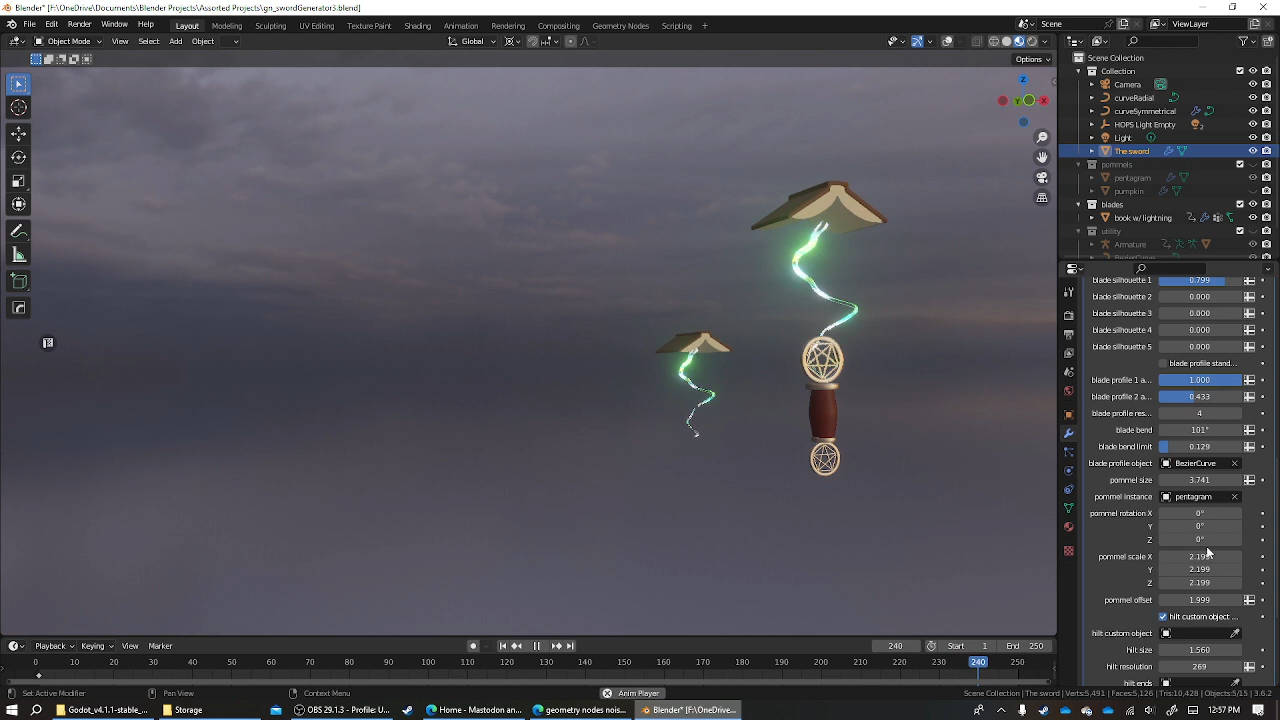 Blender* [F:\OneDrive\Documents\Blender Projects\Assorted Projects\gn_swordGenerator3.blend]
File Edit Render Window Help Layout Modeling Sculpting UV Editing Texture Paint Shading Animation Rendering Compositing Geometry Nodes Scripting + Scene ViewLayer
Object Mode View Select Add Object Global
Options
Scene Collection
Collection
Camera
curveRadial
curveSymmetrical
HOPS Light Empty 2
Light
The sword
pommels
pentagram
pumpkin
blades
book w/ lightning
utility
Armature
BezierCurve
Z
Y X
blade silhouette 1 0.799
blade silhouette 2 0.000
blade silhouette 3 0.000
blade silhouette 4 0.000
blade silhouette 5 0.000
blade profile stand...
blade profile 1 a... 1.000
blade profile 2 a... 0.433
blade profile res... 4
blade bend 101°
blade bend limit 0.129
blade profile object BezierCurve
pommel size 3.741
pommel instance pentagram
pommel rotation X 0°
Y 0°
Z 0°
pommel scale X 2.199
Y 2.199
Z 2.199
pommel offset 1.999
hilt custom object ...
hilt custom object
hilt size 1.560
hilt resolution 269
hilt ends
Playback Keying View Marker 240 Start 1 End 250
0 10 20 30 40 50 60 70 80 90 100 110 120 130 140 150 160 170 180 190 200 210 220 230 240 250
Set Active Modifier Pan View Context Menu Anim Player Scene Collection | The sword | Verts:5,491 | Faces:5,126 | Tris:10,428 | Objects:5/15 | 3.6.2
Godot_v4.1.1-stable_... Storage OBS 29.1.3 - Profile: U... Home - Mastodon an... geometry nodes nois... Blender* [F:\OneDrive... 12:57 PM